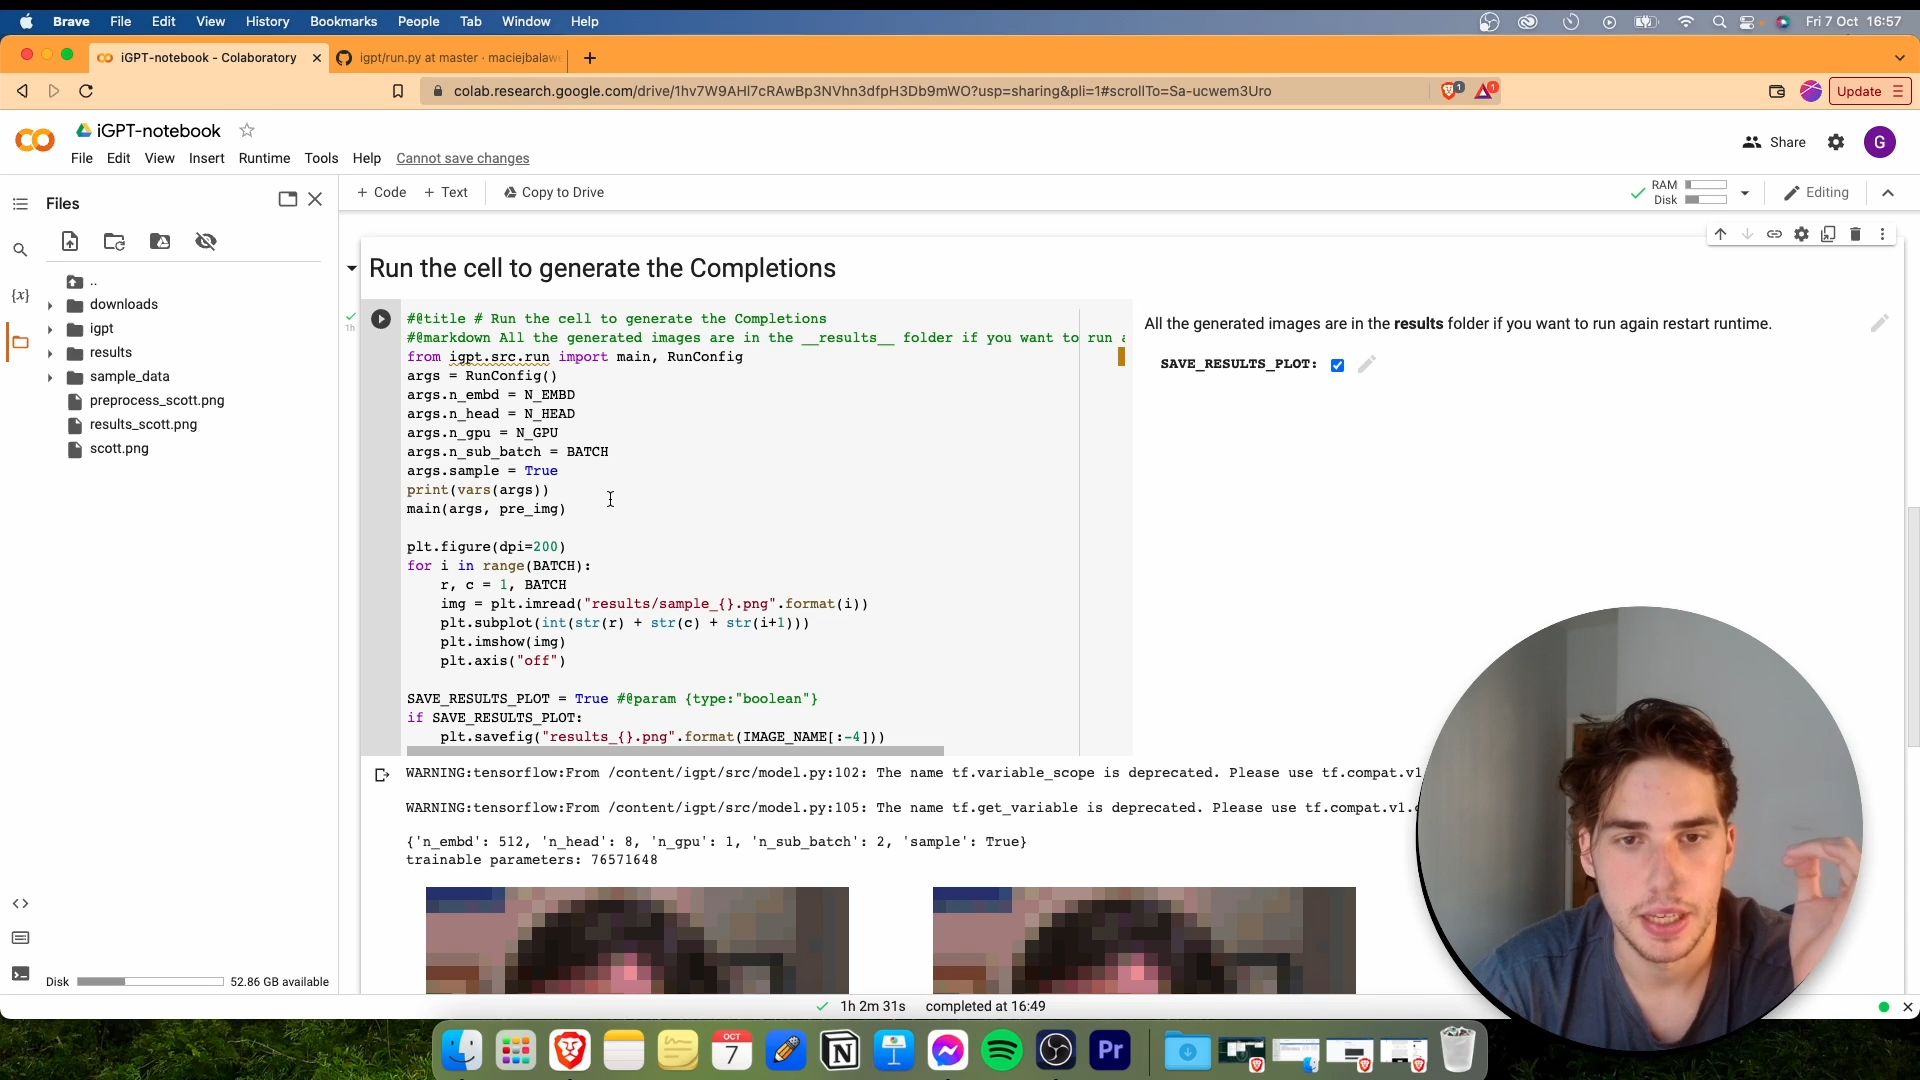 Brave File Edit View History Bookmarks People Tab Window Help Fri 7 Oct 16:57
iGPT-notebook - Colaboratory igpt/run.py at master · maciejbalawe
colab.research.google.com/drive/1hv7W9AHl7cRAwBp3NVhn3dfpH3Db9mWO?usp=sharing&pli=1#scrollTo=Sa-ucwem3Uro 1 1 Update
iGPT-notebook
File Edit View Insert Runtime Tools Help Cannot save changes
Share G
Files
+ Code + Text Copy to Drive
RAM
Disk
Editing
..
downloads
igpt
results
sample_data
preprocess_scott.png
results_scott.png
scott.png
Disk 52.86 GB available
Run the cell to generate the Completions
1h
#@title # Run the cell to generate the Completions
#@markdown All the generated images are in the __results__ folder if you want to run a
from igpt.src.run import main, RunConfig
args = RunConfig()
args.n_embd = N_EMBD
args.n_head = N_HEAD
args.n_gpu = N_GPU
args.n_sub_batch = BATCH
args.sample = True
print(vars(args))
main(args, pre_img)
plt.figure(dpi=200)
for i in range(BATCH):
r, c = 1, BATCH
img = plt.imread("results/sample_{}.png".format(i))
plt.subplot(int(str(r) + str(c) + str(i+1)))
plt.imshow(img)
plt.axis("off")
SAVE_RESULTS_PLOT = True #@param {type:"boolean"}
if SAVE_RESULTS_PLOT:
plt.savefig("results_{}.png".format(IMAGE_NAME[:-4]))
All the generated images are in the results folder if you want to run again restart runtime.
SAVE_RESULTS_PLOT:
WARNING:tensorflow:From /content/igpt/src/model.py:102: The name tf.variable_scope is deprecated. Please use tf.compat.v1
WARNING:tensorflow:From /content/igpt/src/model.py:105: The name tf.get_variable is deprecated. Please use tf.compat.v1.
{'n_embd': 512, 'n_head': 8, 'n_gpu': 1, 'n_sub_batch': 2, 'sample': True}
trainable parameters: 76571648
1h 2m 31s completed at 16:49
OCT
7
Pr